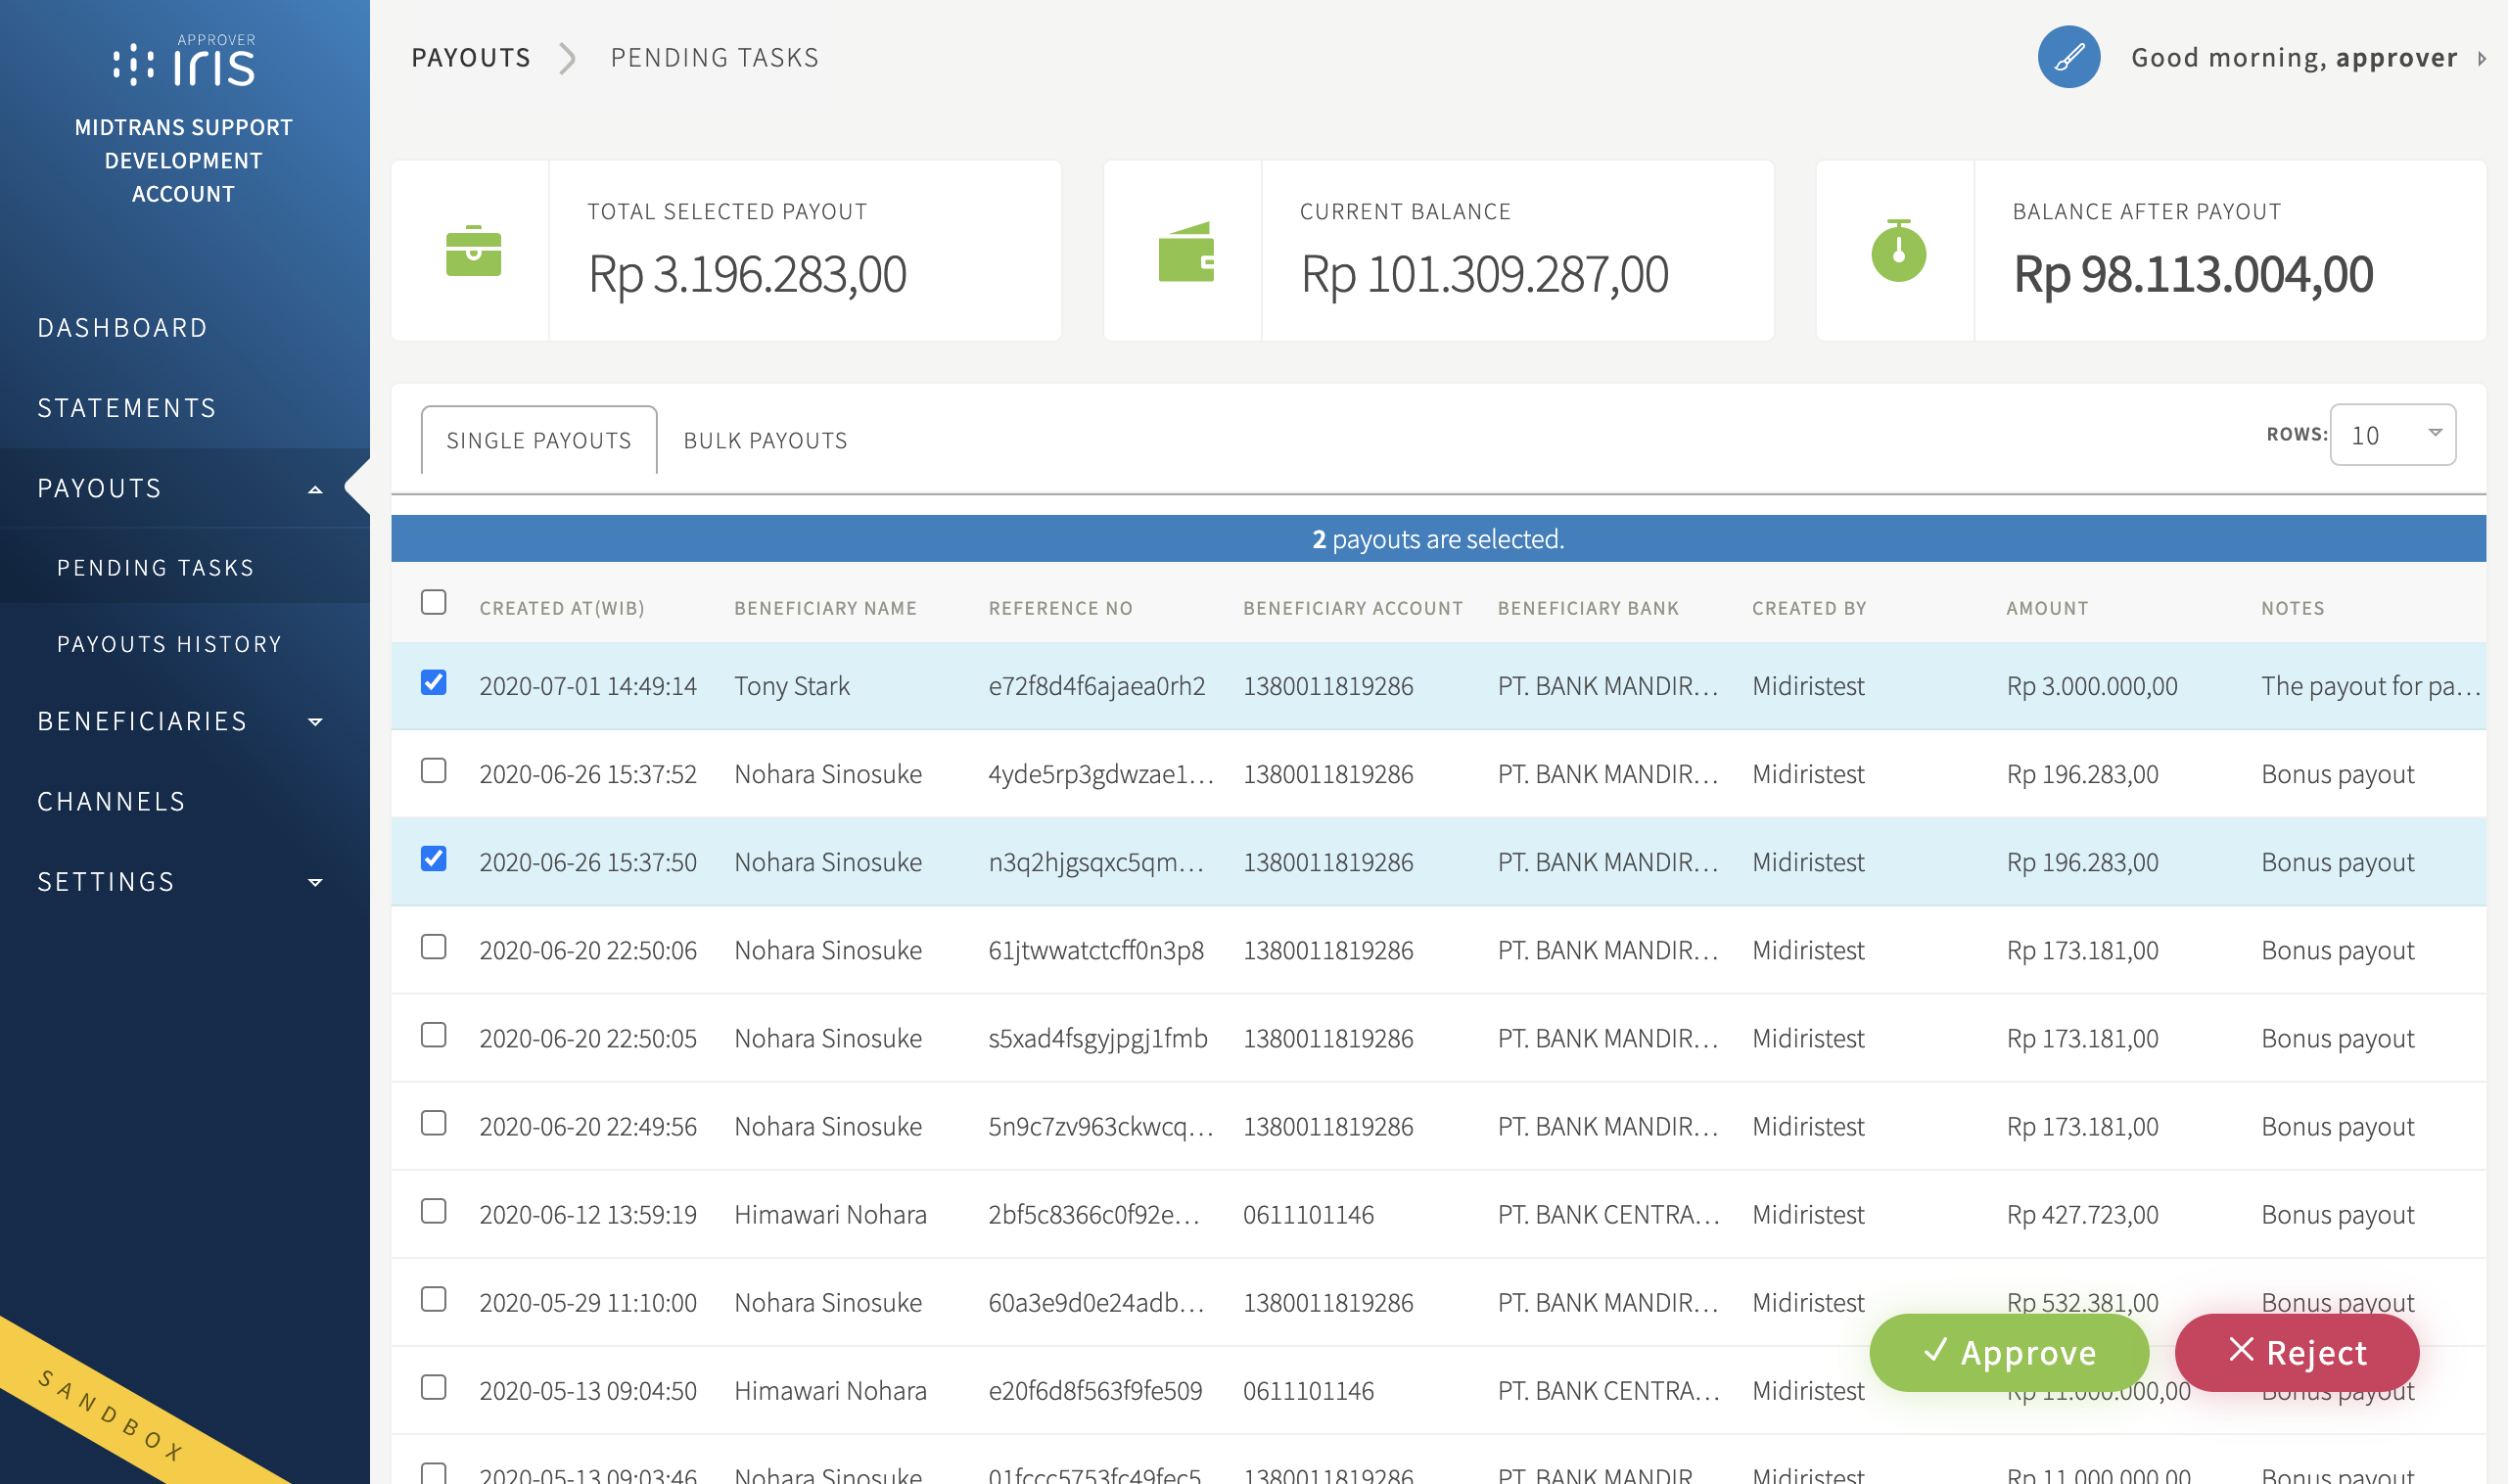 APPROVER
iris
MIDTRANS SUPPORT
DEVELOPMENT
ACCOUNT
DASHBOARD
STATEMENTS
PAYOUTS
PENDING TASKS
PAYOUTS HISTORY
BENEFICIARIES
CHANNELS
SETTINGS
SANDBOX
PAYOUTS PENDING TASKS
Good morning, approver
TOTAL SELECTED PAYOUT
Rp 3.196.283,00
CURRENT BALANCE
Rp 101.309.287,00
BALANCE AFTER PAYOUT
Rp 98.113.004,00
SINGLE PAYOUTS BULK PAYOUTS ROWS: 10
2 payouts are selected.
CREATED AT(WIB) BENEFICIARY NAME REFERENCE NO BENEFICIARY ACCOUNT BENEFICIARY BANK CREATED BY AMOUNT NOTES
2020-07-01 14:49:14 Tony Stark e72f8d4f6ajaea0rh2 1380011819286 PT. BANK MANDIR... Midiristest Rp 3.000.000,00 The payout for pa...
2020-06-26 15:37:52 Nohara Sinosuke 4yde5rp3gdwzae1... 1380011819286 PT. BANK MANDIR... Midiristest Rp 196.283,00 Bonus payout
2020-06-26 15:37:50 Nohara Sinosuke n3q2hjgsqxc5qm... 1380011819286 PT. BANK MANDIR... Midiristest Rp 196.283,00 Bonus payout
2020-06-20 22:50:06 Nohara Sinosuke 61jtwwatctcff0n3p8 1380011819286 PT. BANK MANDIR... Midiristest Rp 173.181,00 Bonus payout
2020-06-20 22:50:05 Nohara Sinosuke s5xad4fsgyjpgj1fmb 1380011819286 PT. BANK MANDIR... Midiristest Rp 173.181,00 Bonus payout
2020-06-20 22:49:56 Nohara Sinosuke 5n9c7zv963ckwcq... 1380011819286 PT. BANK MANDIR... Midiristest Rp 173.181,00 Bonus payout
2020-06-12 13:59:19 Himawari Nohara 2bf5c8366c0f92e... 0611101146 PT. BANK CENTRA... Midiristest Rp 427.723,00 Bonus payout
2020-05-29 11:10:00 Nohara Sinosuke 60a3e9d0e24adb... 1380011819286 PT. BANK MANDIR... Midiristest Rp 532.381,00 Bonus payout
Approve Reject
2020-05-13 09:04:50 Himawari Nohara e20f6d8f563f9fe509 0611101146 PT. BANK CENTRA... Midiristest Rp 11.000.000,00 Bonus payout
2020-05-13 09:03:46 Nohara Sinosuke 01fccc5753fc49fec5 1380011819286 PT. BANK MANDIR Midiristest Rp 11.000.000,00 Bonus payout